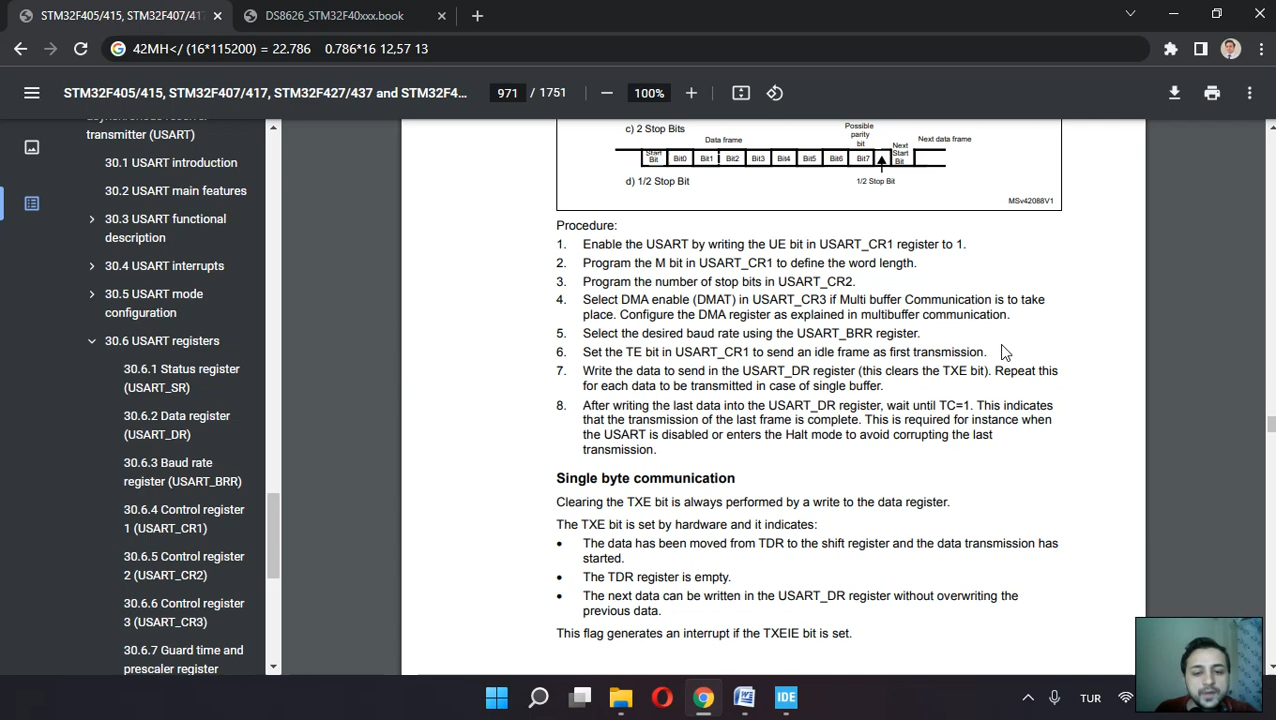 STM32F405/415, STM32F407/417
DS8626_STM32F40xxx.book
42MH</ (16*115200) = 22.786    0.786*16 12,57 13
STM32F405/415, STM32F407/417, STM32F427/437 and STM32F4...
971 / 1751
100%
transmitter (USART)
30.1 USART introduction
30.2 USART main features
30.3 USART functional
description
30.4 USART interrupts
30.5 USART mode
configuration
30.6 USART registers
30.6.1 Status register
(USART_SR)
30.6.2 Data register
(USART_DR)
30.6.3 Baud rate
register (USART_BRR)
30.6.4 Control register
1 (USART_CR1)
30.6.5 Control register
2 (USART_CR2)
30.6.6 Control register
3 (USART_CR3)
30.6.7 Guard time and
prescaler register
c) 2 Stop Bits
Data frame
Possible
parity
bit
Next data frame
Start
Bit
Bit0
Bit1
Bit2
Bit3
Bit4
Bit5
Bit6
Bit7
Next
Start
Bit
d) 1/2 Stop Bit
1/2 Stop Bit
MSv42088V1
Procedure:
1. Enable the USART by writing the UE bit in USART_CR1 register to 1.
2. Program the M bit in USART_CR1 to define the word length.
3. Program the number of stop bits in USART_CR2.
4. Select DMA enable (DMAT) in USART_CR3 if Multi buffer Communication is to take
place. Configure the DMA register as explained in multibuffer communication.
5. Select the desired baud rate using the USART_BRR register.
6. Set the TE bit in USART_CR1 to send an idle frame as first transmission.
7. Write the data to send in the USART_DR register (this clears the TXE bit). Repeat this
for each data to be transmitted in case of single buffer.
8. After writing the last data into the USART_DR register, wait until TC=1. This indicates
that the transmission of the last frame is complete. This is required for instance when
the USART is disabled or enters the Halt mode to avoid corrupting the last
transmission.
Single byte communication
Clearing the TXE bit is always performed by a write to the data register.
The TXE bit is set by hardware and it indicates:
• The data has been moved from TDR to the shift register and the data transmission has
started.
• The TDR register is empty.
• The next data can be written in the USART_DR register without overwriting the
previous data.
This flag generates an interrupt if the TXEIE bit is set.
IDE
TUR